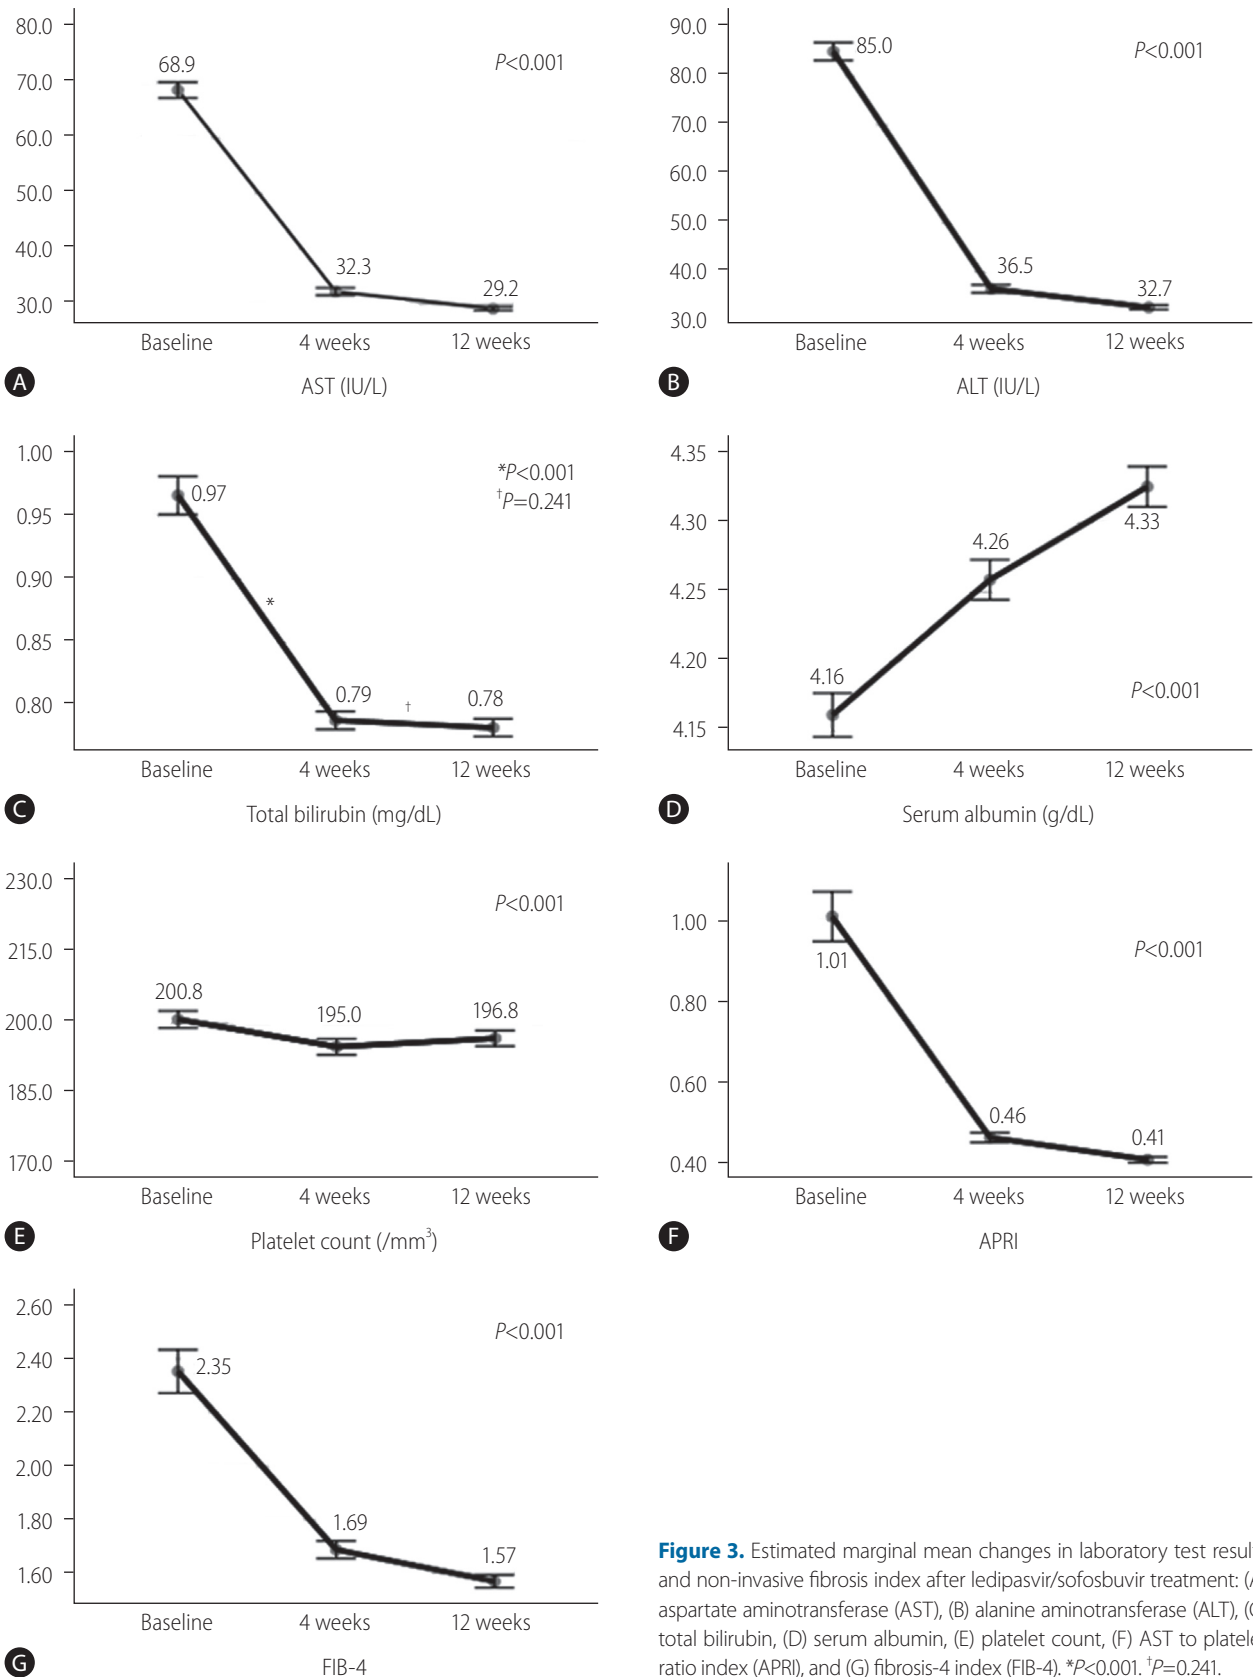 80.0
70.0
60.0
50.0
40.0
30.0
68.9
32.3
29.2
P<0.001
Baseline 4 weeks 12 weeks
A AST (IU/L)
90.0
80.0
70.0
60.0
50.0
40.0
30.0
85.0
36.5
32.7
P<0.001
Baseline 4 weeks 12 weeks
B ALT (IU/L)
1.00
0.95
0.90
0.85
0.80
0.97
*
0.79
†
0.78
*P<0.001
†P=0.241
Baseline 4 weeks 12 weeks
C Total bilirubin (mg/dL)
4.35
4.30
4.25
4.20
4.15
4.16
4.26
4.33
P<0.001
Baseline 4 weeks 12 weeks
D Serum albumin (g/dL)
230.0
215.0
200.0
185.0
170.0
200.8
195.0
196.8
P<0.001
Baseline 4 weeks 12 weeks
E Platelet count (/mm³)
1.00
0.80
0.60
0.40
1.01
0.46
0.41
P<0.001
Baseline 4 weeks 12 weeks
F APRI
2.60
2.40
2.20
2.00
1.80
1.60
2.35
1.69
1.57
P<0.001
Baseline 4 weeks 12 weeks
G FIB-4
Figure 3. Estimated marginal mean changes in laboratory test result
and non-invasive fibrosis index after ledipasvir/sofosbuvir treatment: (A
aspartate aminotransferase (AST), (B) alanine aminotransferase (ALT), (C
total bilirubin, (D) serum albumin, (E) platelet count, (F) AST to platele
ratio index (APRI), and (G) fibrosis-4 index (FIB-4). *P<0.001. †P=0.241.